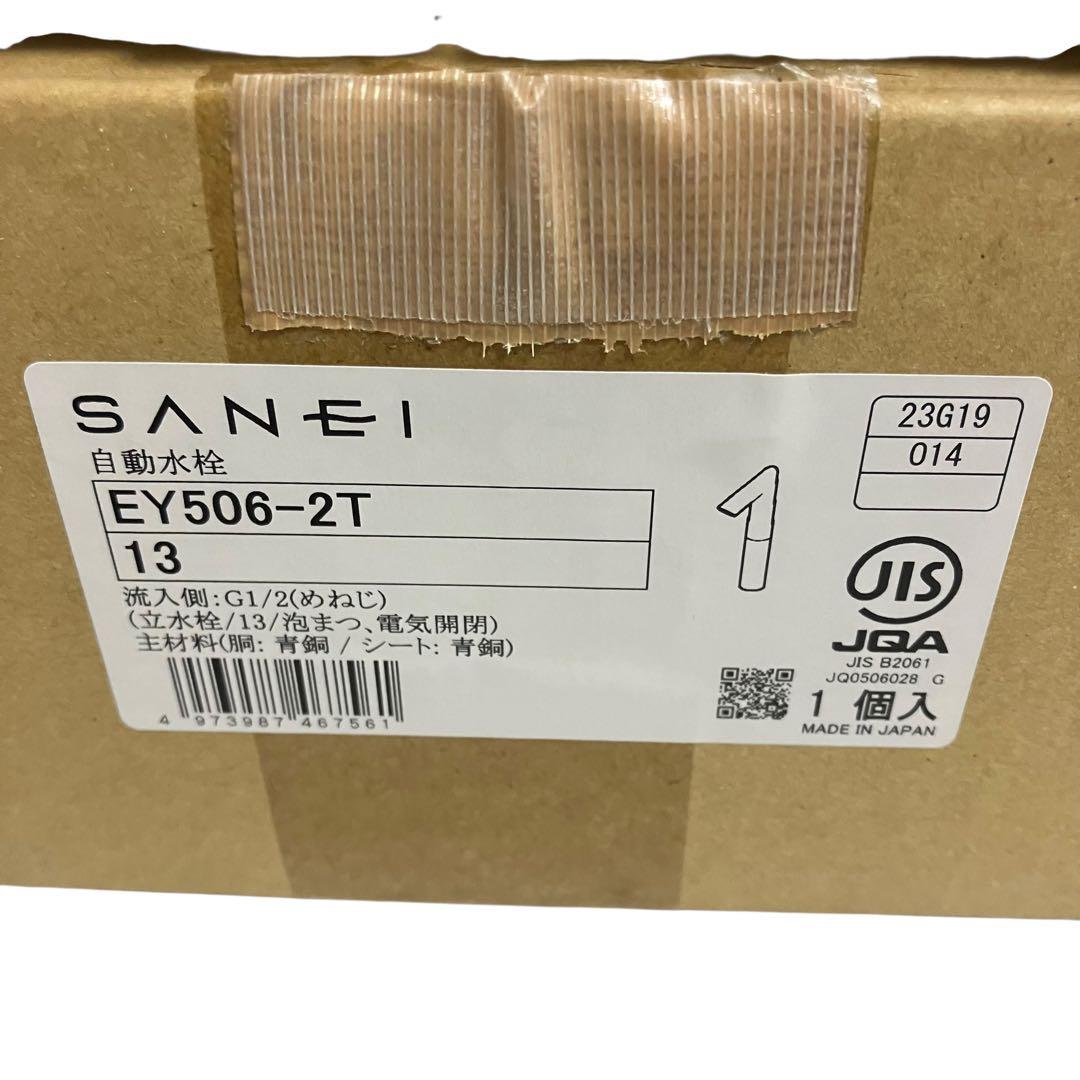 SANEI
自動水栓
EY506-2T
13
流入側:G1/2(めねじ)
(立水栓/13/泡まつ、電気開閉)
主材料(胴: 青銅 / シート: 青銅)
4 973987 467561
23G19
014
JIS
JQA
JIS B2061
JQ0506028 G
1 個入
MADE IN JAPAN